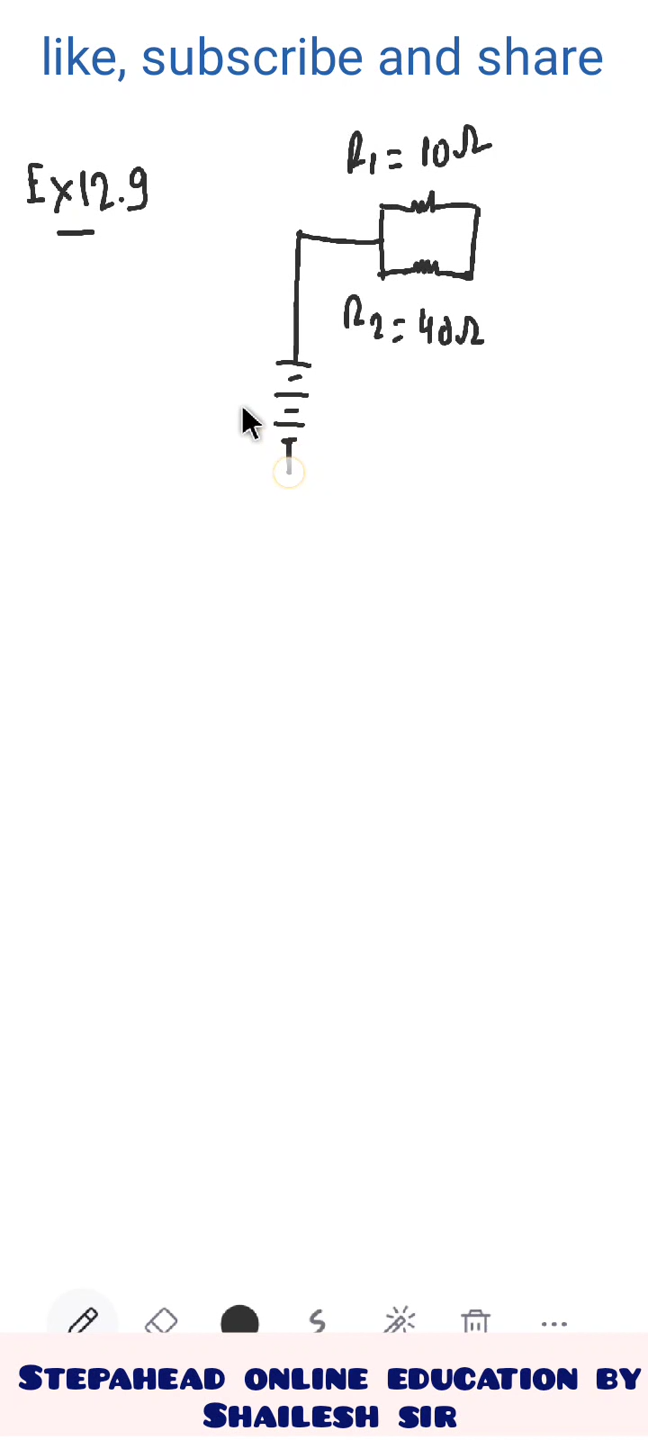 like, subscribe and share
Ex12.9
R₁ = 10Ω
R₂ = 40Ω
STEPAHEAD ONLINE EDUCATION BY
SHAILESH SIR